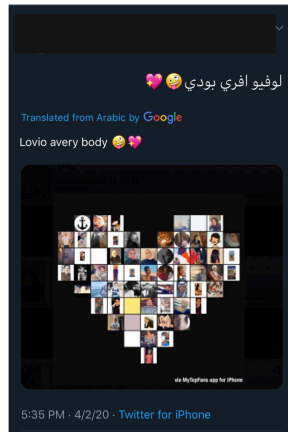 لوفيو افري بودي🤪💖
Translated from Arabic by Google
Lovio avery body 🤪💖
via MyTopFans app for iPhone
5:35 PM · 4/2/20 · Twitter for iPhone